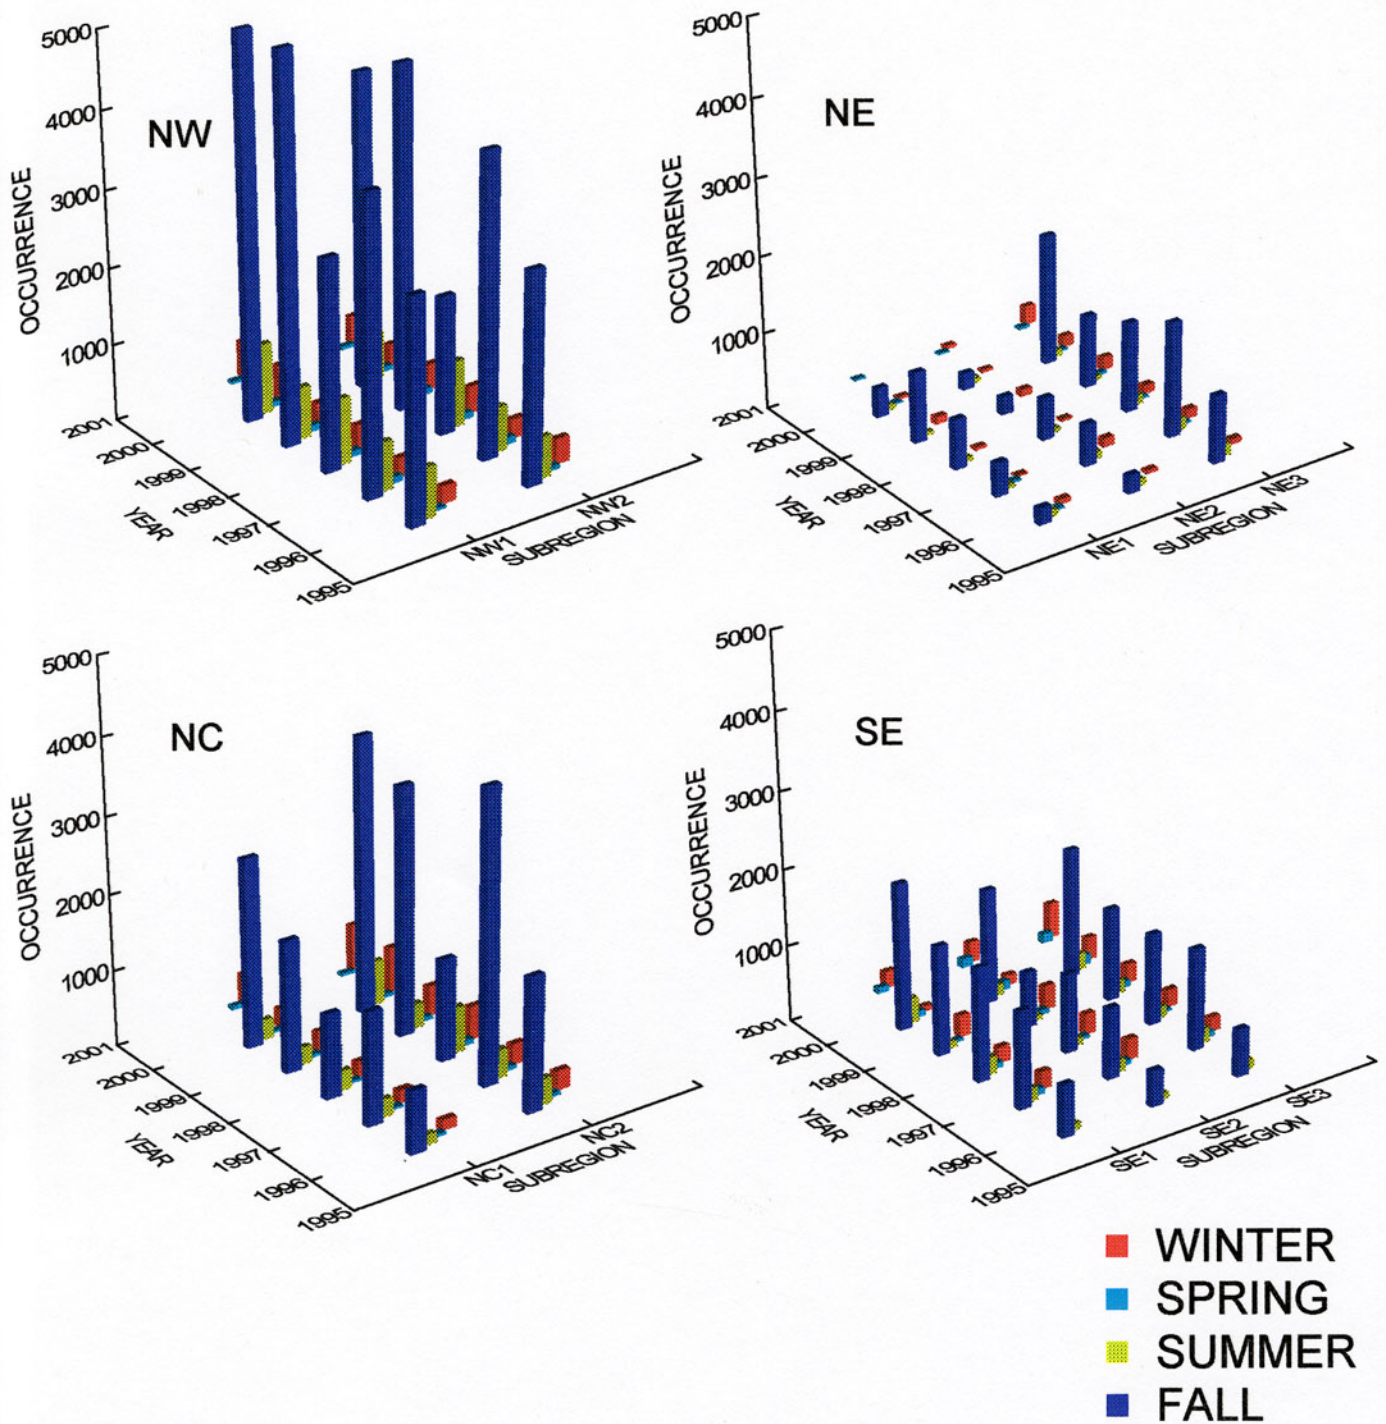 5000
4000
3000
2000
1000
OCCURRENCE
NW
2001
2000
1999
1998
1997
1996
1995
YEAR
NW1
NW2
SUBREGION
5000
4000
3000
2000
1000
OCCURRENCE
NE
2001
2000
1999
1998
1997
1996
1995
YEAR
NE1
NE2
NE3
SUBREGION
5000
4000
3000
2000
1000
OCCURRENCE
NC
2001
2000
1999
1998
1997
1996
1995
YEAR
NC1
NC2
SUBREGION
5000
4000
3000
2000
1000
OCCURRENCE
SE
2001
2000
1999
1998
1997
1996
1995
YEAR
SE1
SE2
SE3
SUBREGION
WINTER
SPRING
SUMMER
FALL